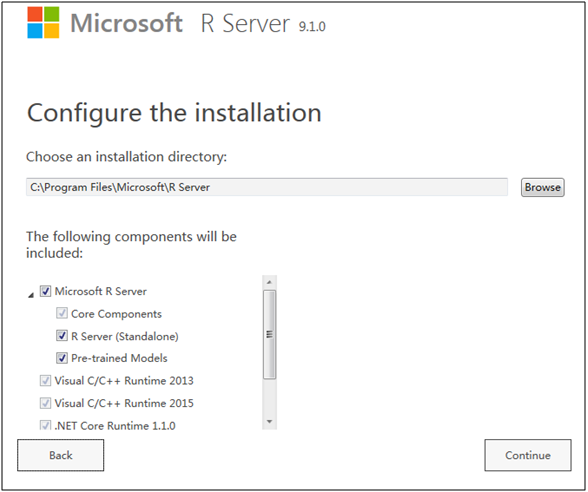 Microsoft R Server 9.1.0
Configure the installation
Choose an installation directory:
C:\Program Files\Microsoft\R Server Browse
The following components will be
included:
Microsoft R Server
Core Components
R Server (Standalone)
Pre-trained Models
Visual C/C++ Runtime 2013
Visual C/C++ Runtime 2015
.NET Core Runtime 1.1.0
Back Continue